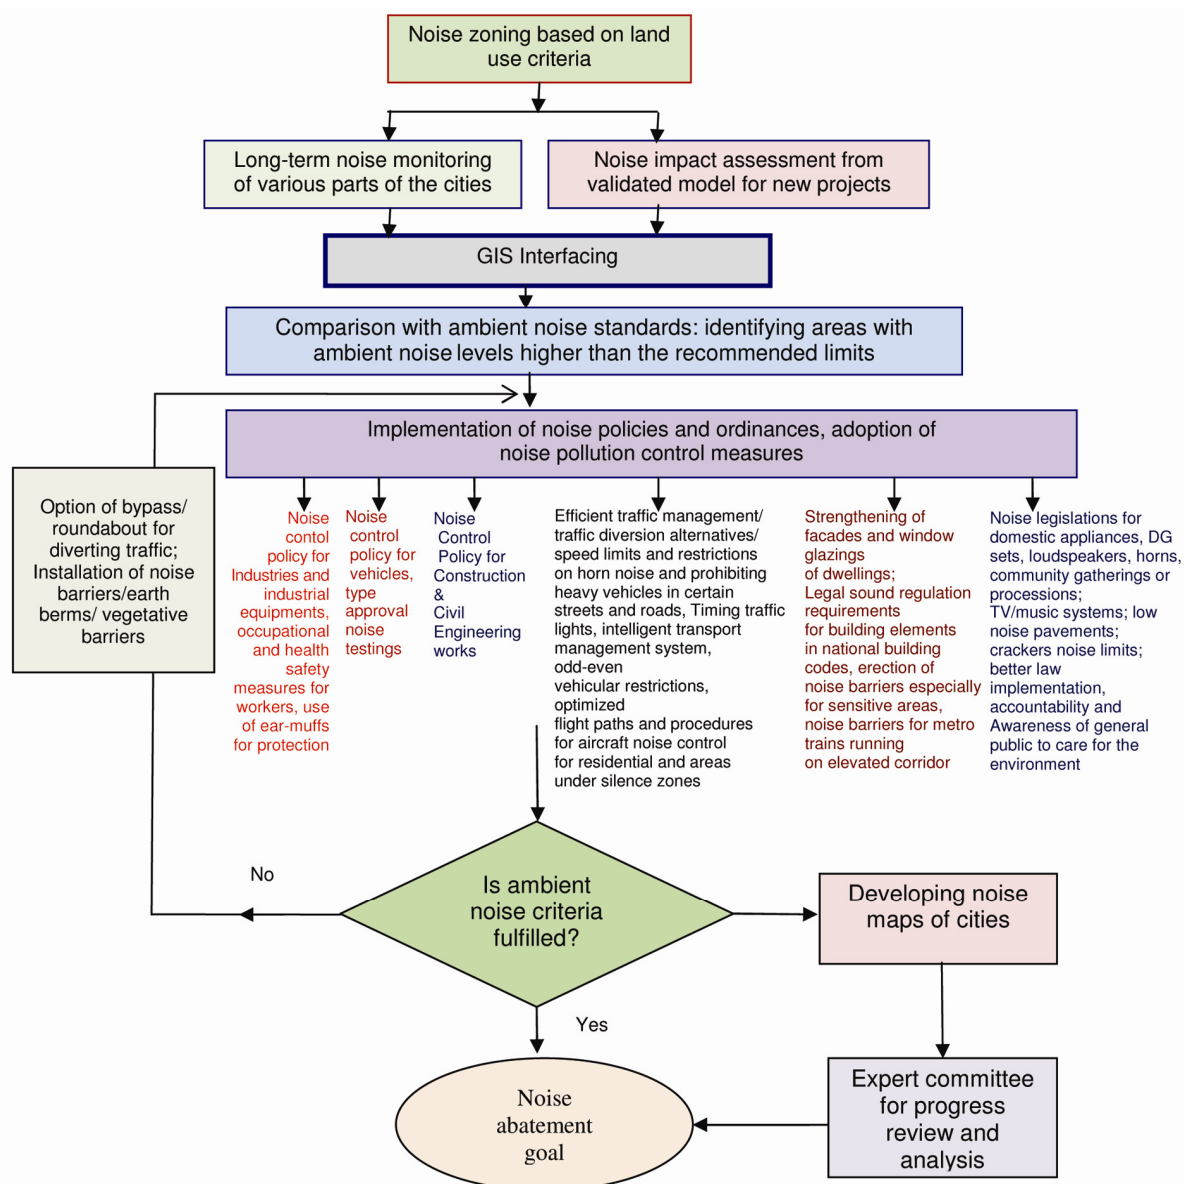 Noise zoning based on land
use criteria
Long-term noise monitoring
of various parts of the cities
Noise impact assessment from
validated model for new projects
GIS Interfacing
Comparison with ambient noise standards: identifying areas with
ambient noise levels higher than the recommended limits
Implementation of noise policies and ordinances, adoption of
noise pollution control measures
Option of bypass/
roundabout for
diverting traffic;
Installation of noise
barriers/earth
berms/ vegetative
barriers
Noise
contol
policy for
Industries and
industrial
equipments,
occupational
and health
safety
measures for
workers, use
of ear-muffs
for protection
Noise
control
policy for
vehicles,
type
approval
noise
testings
Noise
Control
Policy for
Construction
&
Civil
Engineering
works
Efficient traffic management/
traffic diversion alternatives/
speed limits and restrictions
on horn noise and prohibiting
heavy vehicles in certain
streets and roads, Timing traffic
lights, intelligent transport
management system,
odd-even
vehicular restrictions,
optimized
flight paths and procedures
for aircraft noise control
for residential and areas
under silence zones
Strengthening of
facades and window
glazings
of dwellings;
Legal sound regulation
requirements
for building elements
in national building
codes, erection of
noise barriers especially
for sensitive areas,
noise barriers for metro
trains running
on elevated corridor
Noise legislations for
domestic appliances, DG
sets, loudspeakers, horns,
community gatherings or
processions;
TV/music systems; low
noise pavements;
crackers noise limits;
better law
implementation,
accountability and
Awareness of general
public to care for the
environment
No
Is ambient
noise criteria
fulfilled?
Developing noise
maps of cities
Yes
Noise
abatement
goal
Expert committee
for progress
review and
analysis